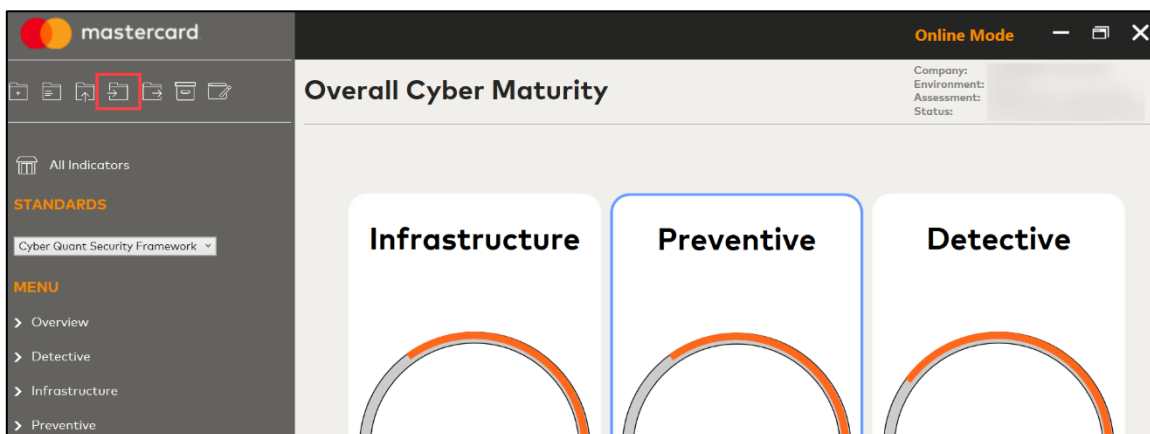 mastercard.
Online Mode
Overall Cyber Maturity
Company:
Environment:
Assessment:
Status:
All Indicators
STANDARDS
Cyber Quant Security Framework
MENU
Overview
Detective
Infrastructure
Preventive
Infrastructure
Preventive
Detective